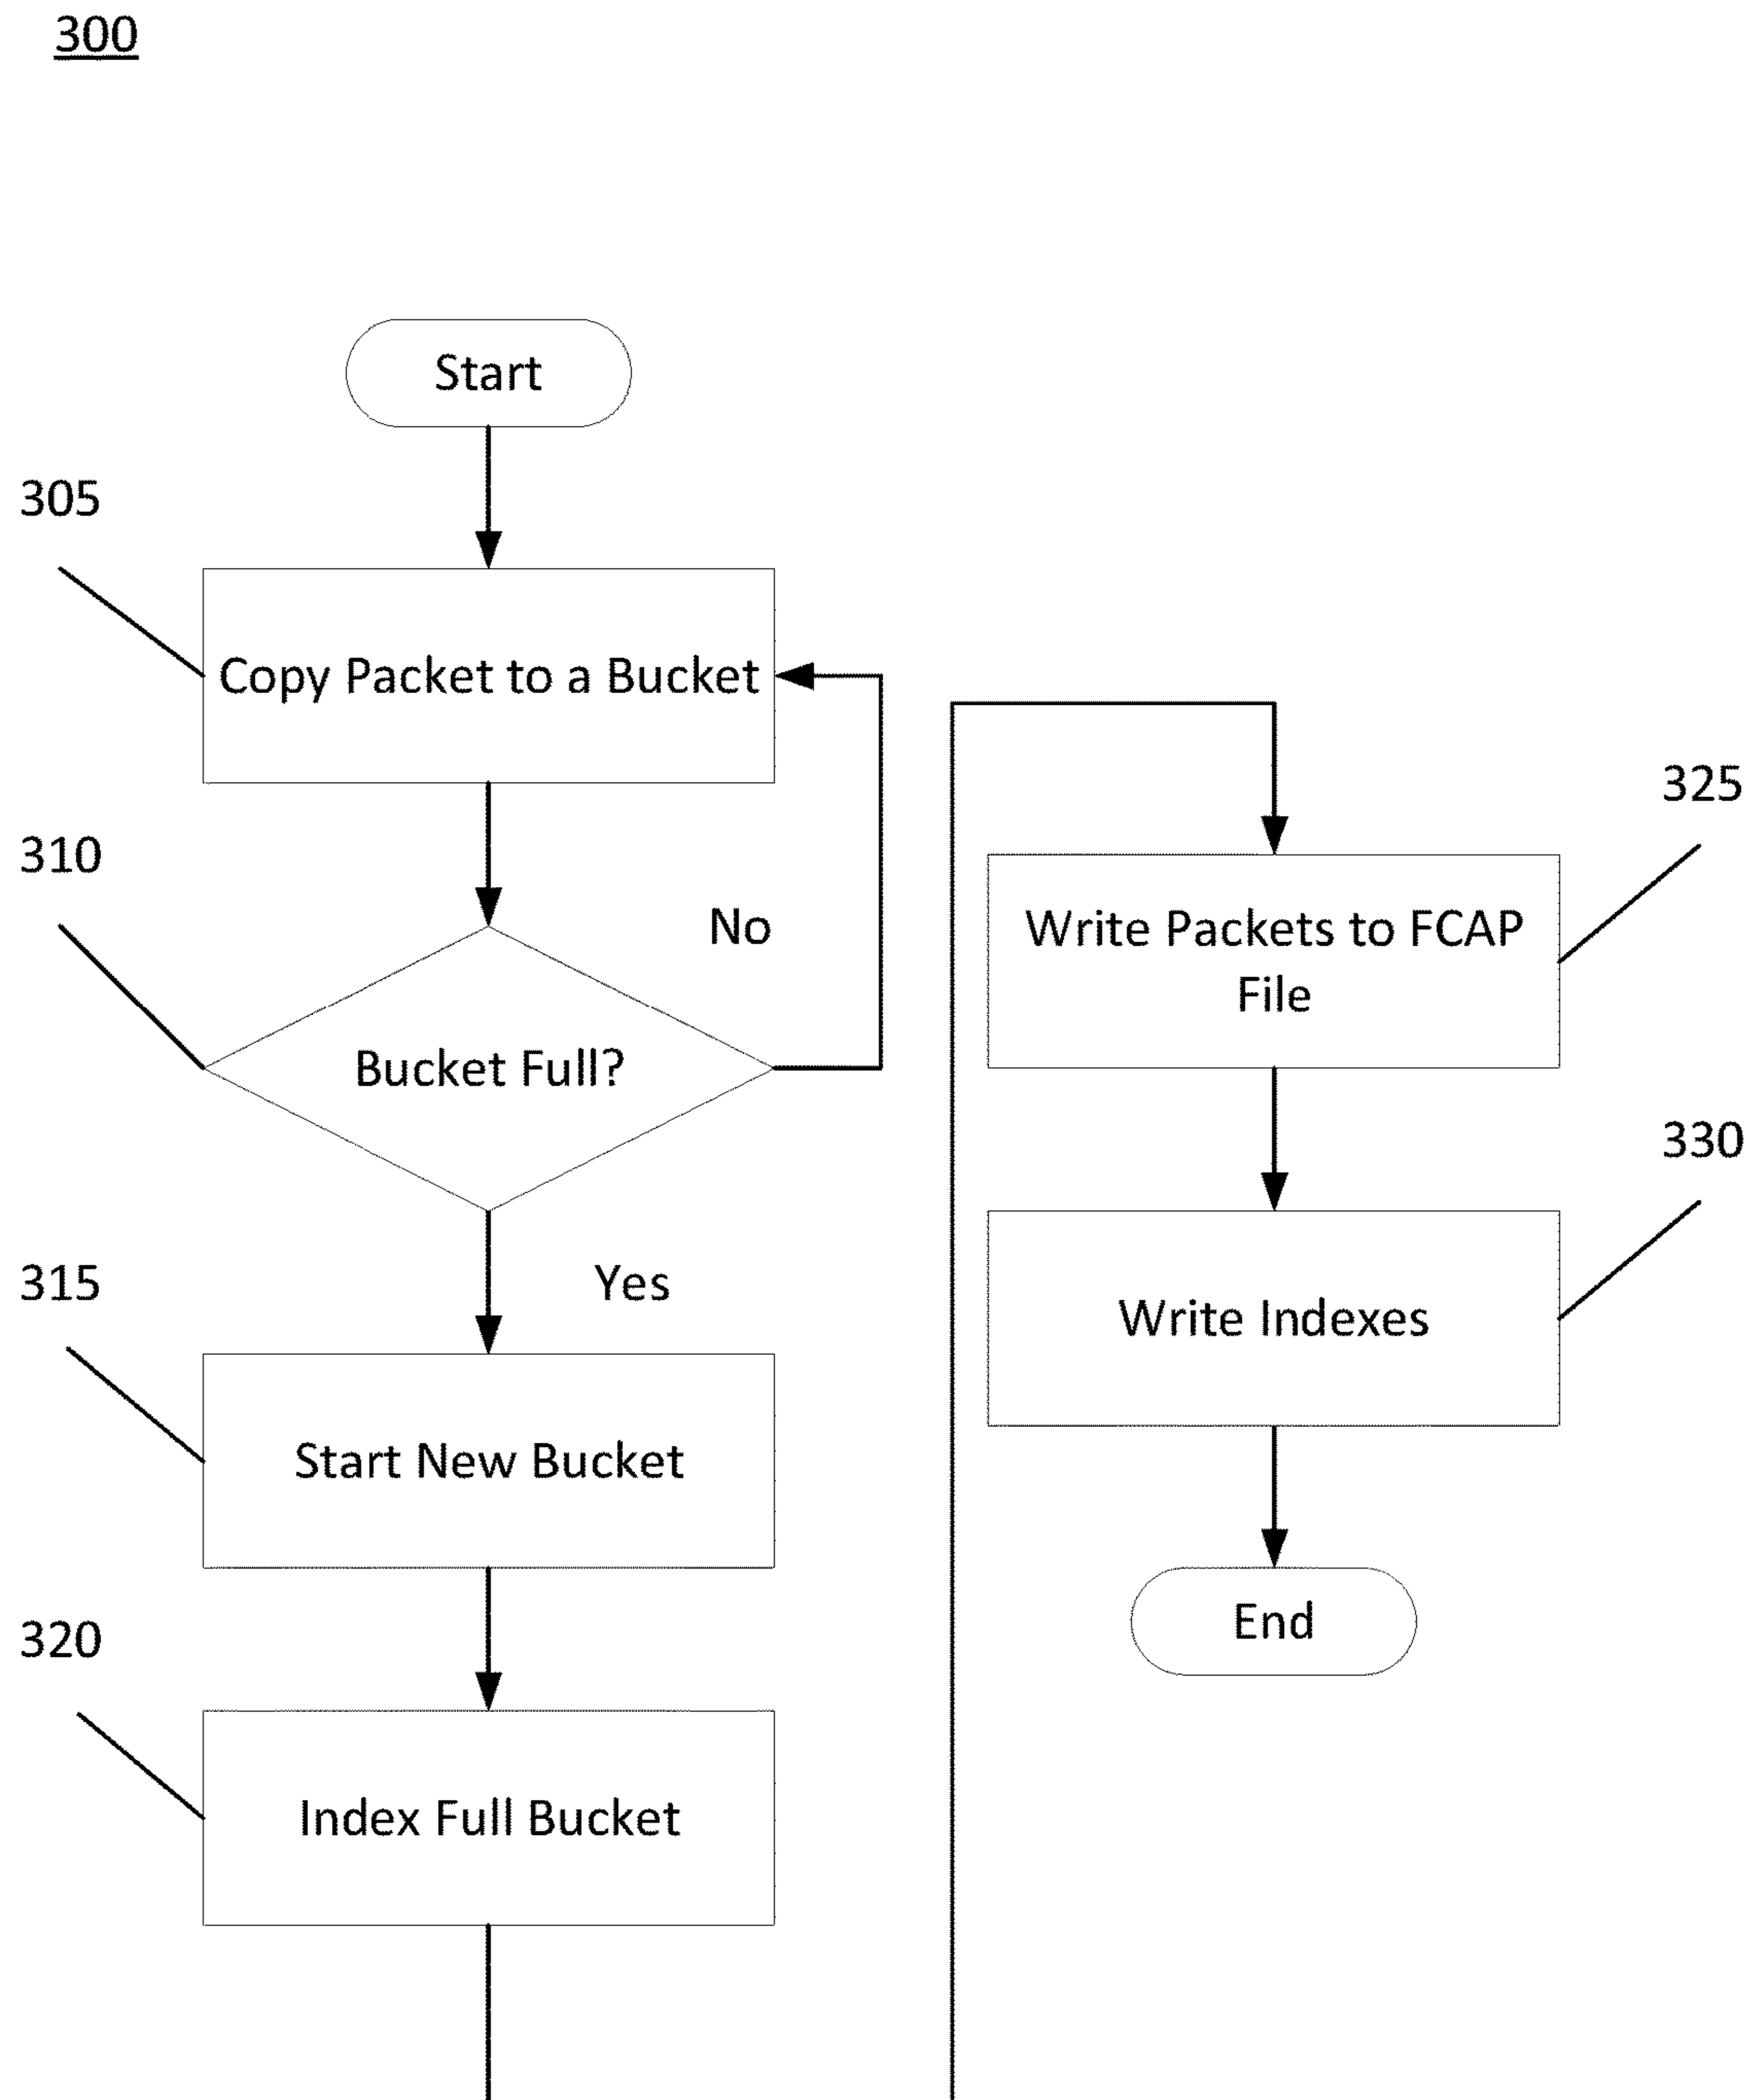 300
Start
305
Copy Packet to a Bucket
310
No
Bucket Full?
Yes
315
Start New Bucket
320
Index Full Bucket
325
Write Packets to FCAP
File
330
Write Indexes
End